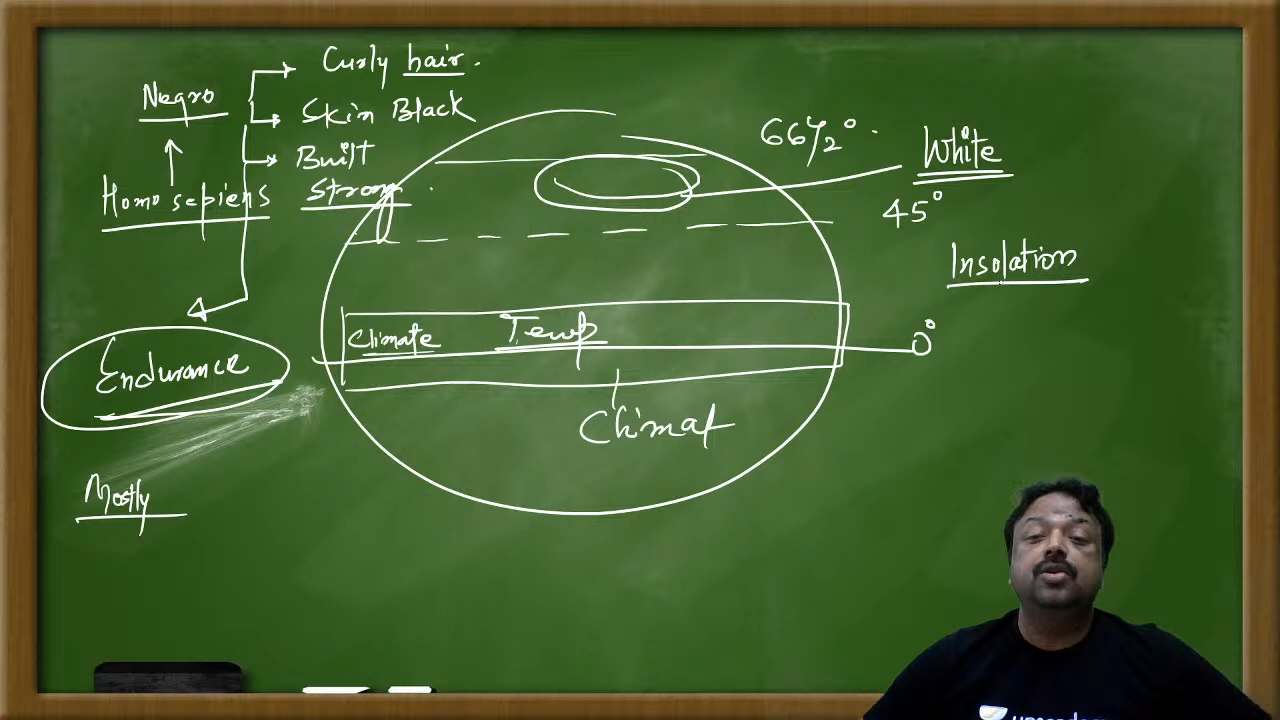 Curly hair.
Negro
Skin Black
Built
Strong.
Homo sapiens
66½°.
White
45°
Insolation
Climate
Temp
0°
Endurance
Climat
Mostly